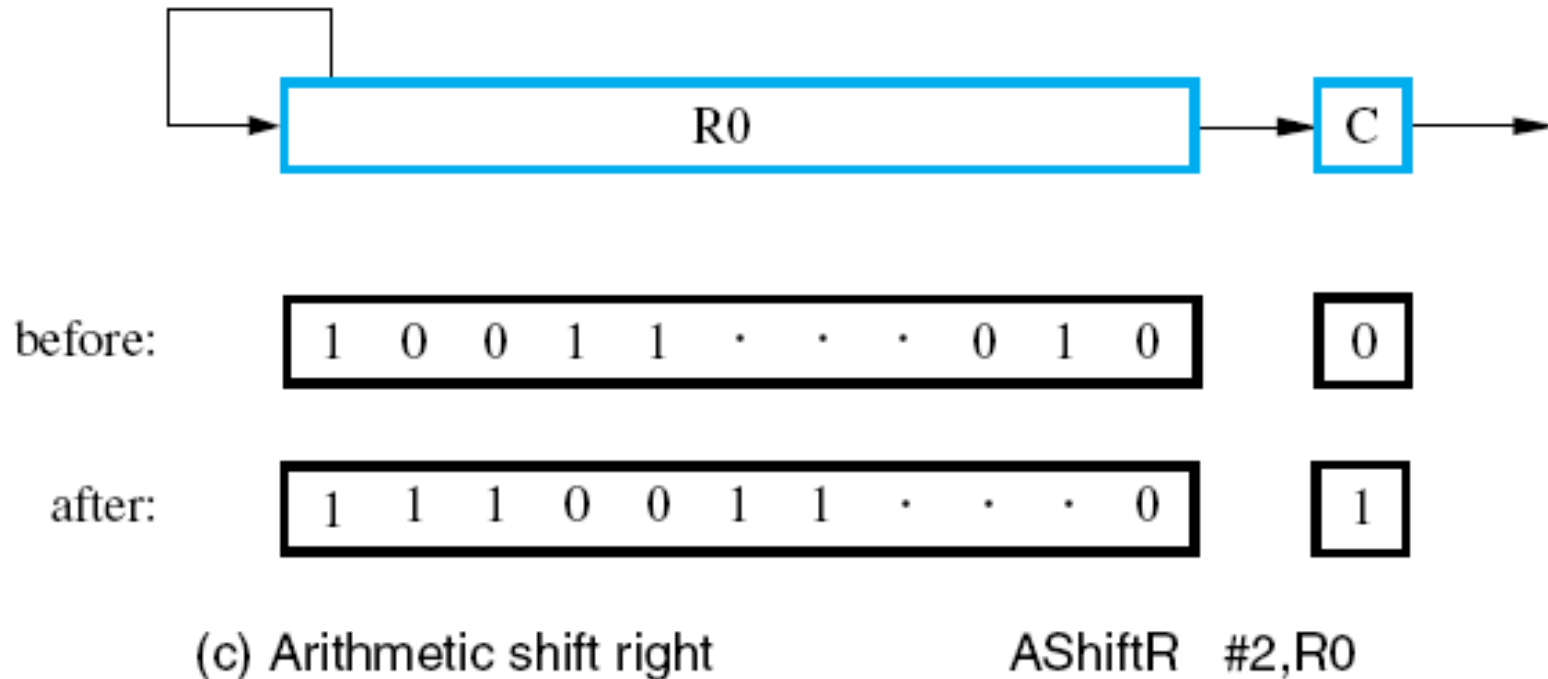 R0 C
before: 1 0 0 1 1 · · · 0 1 0 0
after: 1 1 1 0 0 1 1 · · · 0 1
(c) Arithmetic shift right AShiftR #2,R0